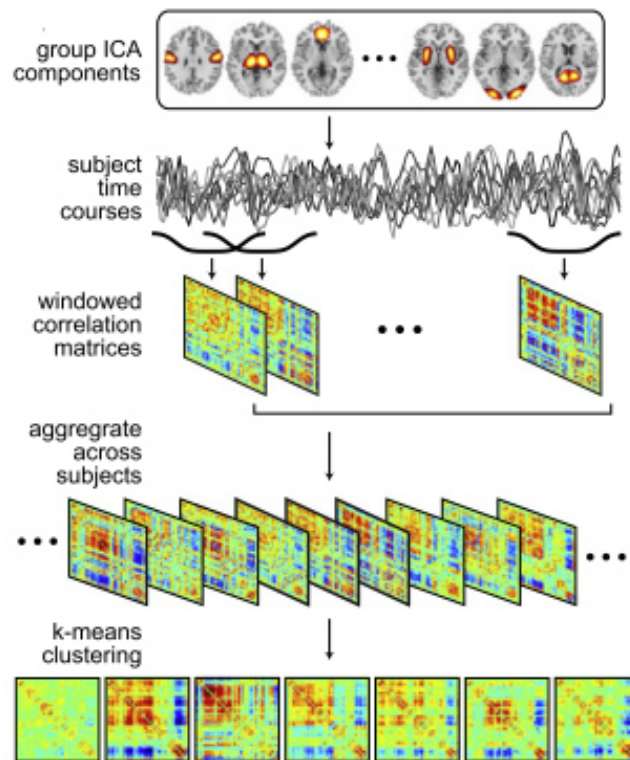 group ICA
components
subject
time
courses
windowed
correlation
matrices
aggregate
across
subjects
k-means
clustering